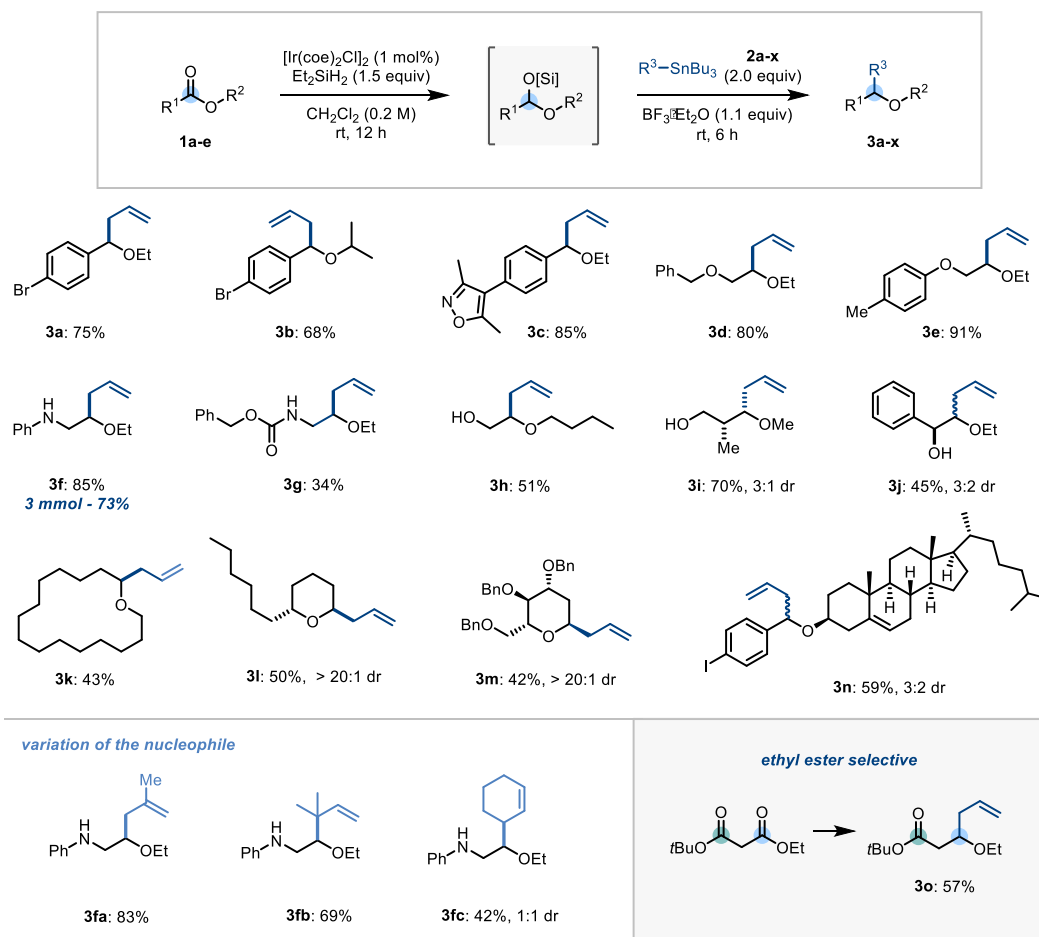 [Ir(coe)2Cl]2 (1 mol%)
Et2SiH2 (1.5 equiv)
CH2Cl2 (0.2 M)
rt, 12 h
O
R1
O
R2
1a-e
O[Si]
R1
O
R2
R3
SnBu3
2a-x
(2.0 equiv)
BF3⍰Et2O (1.1 equiv)
rt, 6 h
R3
R1
O
R2
3a-x
Br
OEt
3a: 75%
Br
O
3b: 68%
N
O
OEt
3c: 85%
Ph
O
OEt
3d: 80%
Me
O
OEt
3e: 91%
Ph
H
N
OEt
3f: 85%
3 mmol - 73%
Ph
O
O
H
N
OEt
3g: 34%
HO
O
3h: 51%
HO
Me
OMe
3i: 70%, 3:1 dr
OH
OEt
3j: 45%, 3:2 dr
O
3k: 43%
O
3l: 50%, > 20:1 dr
OBn
BnO
BnO
O
3m: 42%, > 20:1 dr
I
O
H
H
H
H
3n: 59%, 3:2 dr
variation of the nucleophile
Me
H
N
Ph
OEt
3fa: 83%
H
N
Ph
OEt
3fb: 69%
H
N
Ph
OEt
3fc: 42%, 1:1 dr
ethyl ester selective
O
O
tBuO
OEt
O
tBuO
OEt
3o: 57%